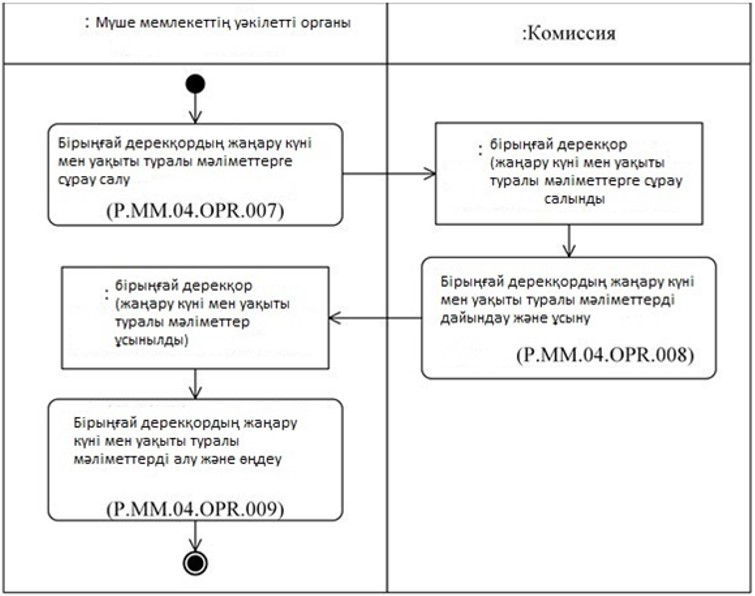 : Мүше мемлекеттің уәкілетті органы
:Комиссия
Бірыңғай дерекқордың жаңару күні
мен уақыты туралы мәліметтерге
сұрау салу
(P.MM.04.OPR.007)
: бірыңғай дерекқор
(жаңару күні мен уақыты
туралы мәліметтерге сұрау
салынды
Бірыңғай дерекқордың жаңару күні
мен уақыты туралы мәліметтерді
дайындау және ұсыну
(P.MM.04.OPR.008)
: бірыңғай дерекқор
(жаңару күні мен уақыты
туралы мәліметтер
ұсынылды)
Бірыңғай дерекқордың жаңару
күні мен уақыты туралы
мәліметтерді алу және өңдеу
(P.MM.04.OPR.009)